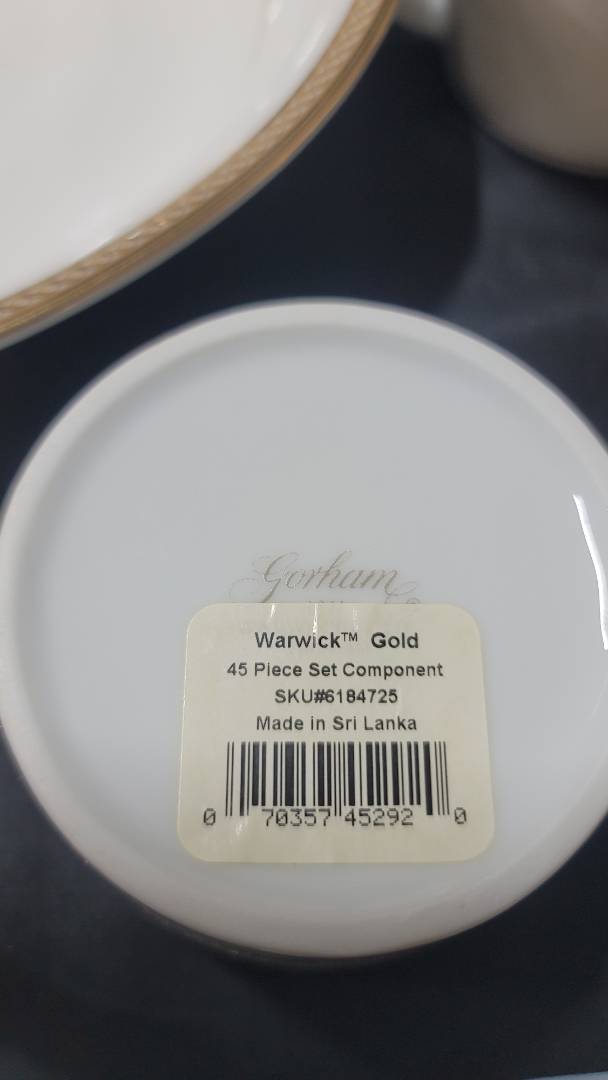 Gorham
Warwick™ Gold
45 Piece Set Component
SKU#6184725
Made in Sri Lanka
0 70357 45292 0